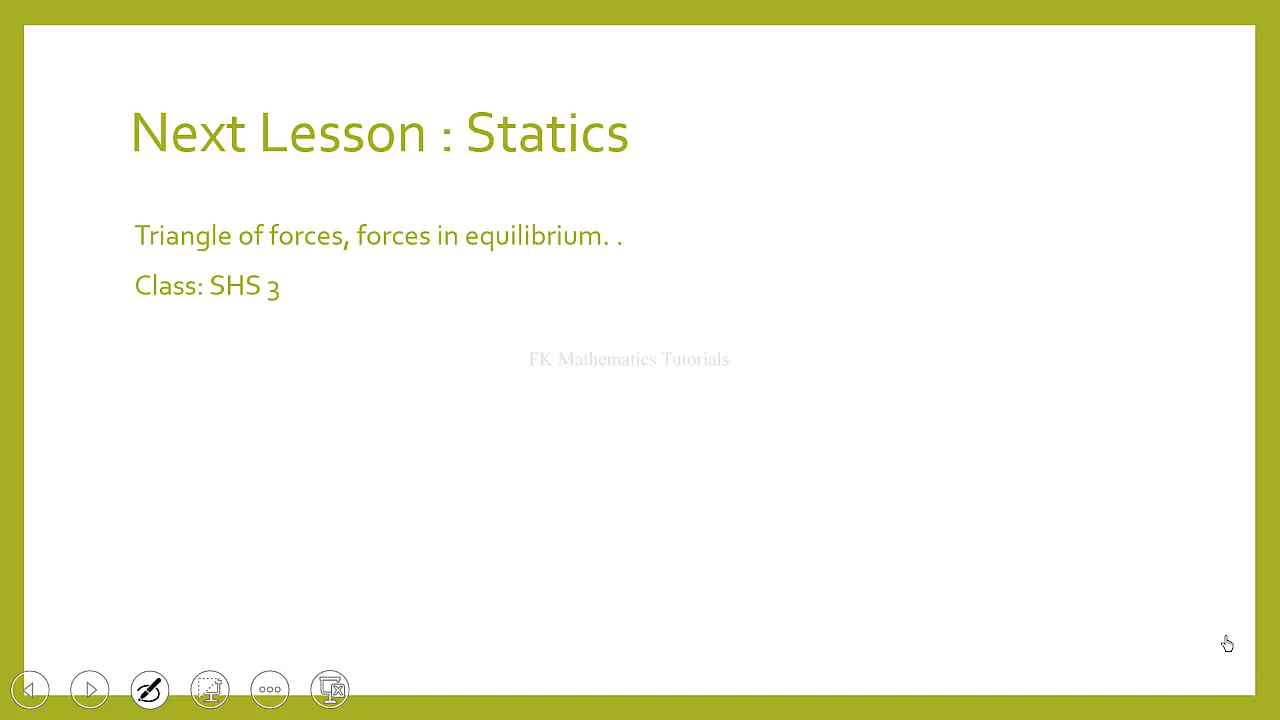 Next Lesson : Statics
Triangle of forces, forces in equilibrium. .
Class: SHS 3
FK Mathematics Tutorials